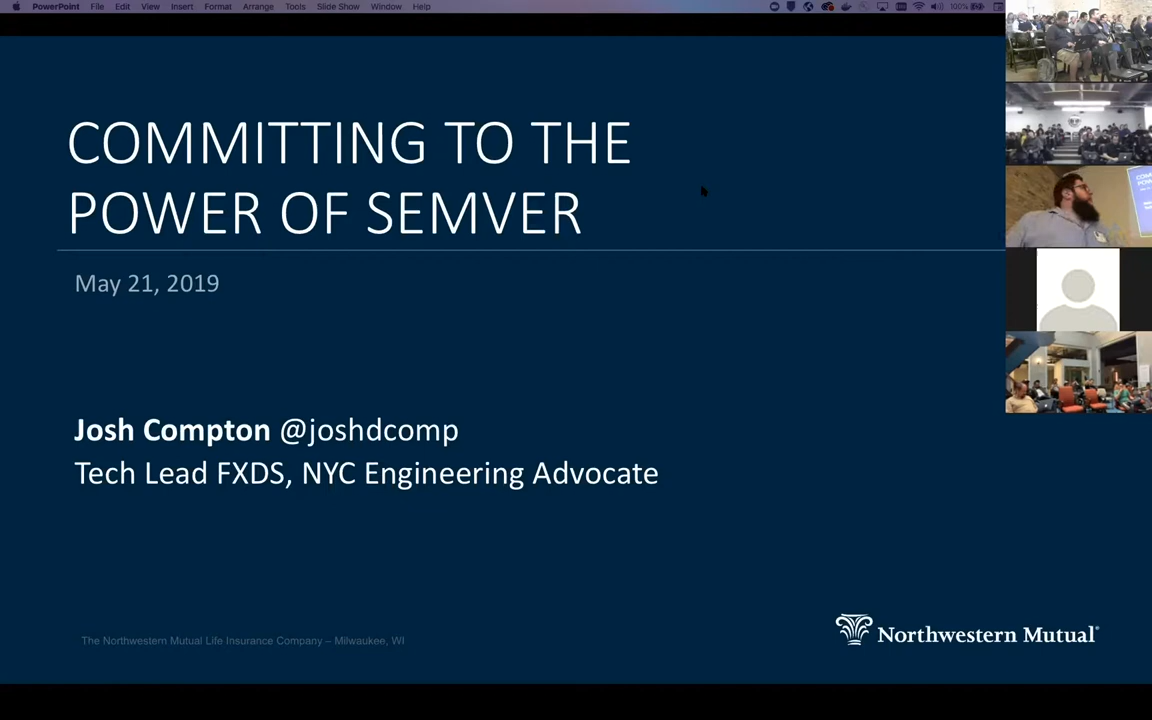 PowerPoint File Edit View Insert Format Arrange Tools Slide Show Window Help
100%
COMMITTING TO THE
POWER OF SEMVER
May 21, 2019
Josh Compton @joshdcomp
Tech Lead FXDS, NYC Engineering Advocate
The Northwestern Mutual Life Insurance Company – Milwaukee, WI
Northwestern Mutual®